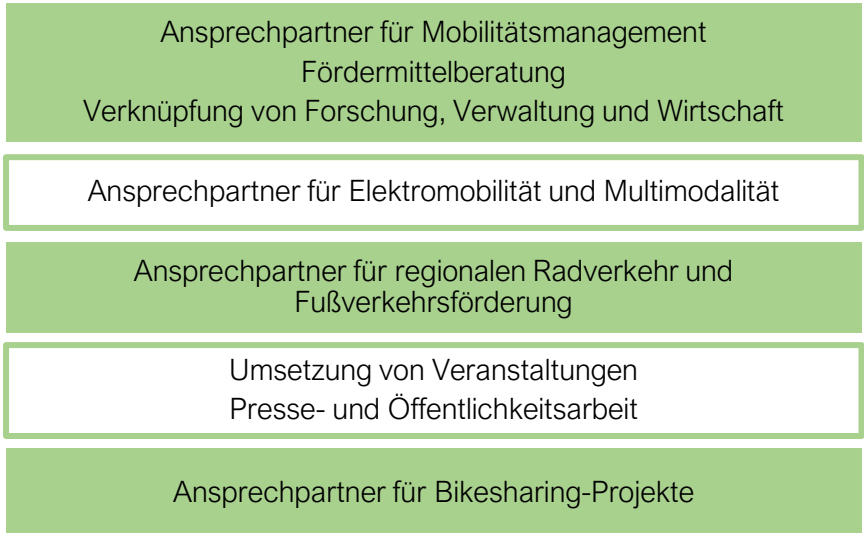 Ansprechpartner für Mobilitätsmanagement
Fördermittelberatung
Verknüpfung von Forschung, Verwaltung und Wirtschaft
Ansprechpartner für Elektromobilität und Multimodalität
Ansprechpartner für regionalen Radverkehr und
Fußverkehrsförderung
Umsetzung von Veranstaltungen
Presse- und Öffentlichkeitsarbeit
Ansprechpartner für Bikesharing-Projekte